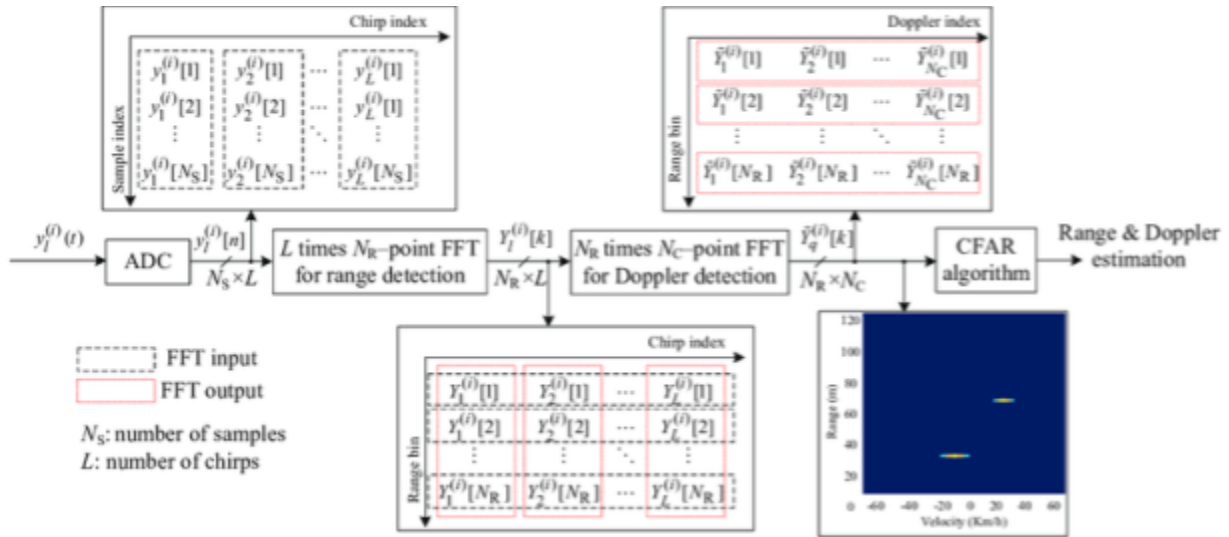 Chirp index
Sample index
y_1^{(i)}[1] y_2^{(i)}[1] ... y_L^{(i)}[1]
y_1^{(i)}[2] y_2^{(i)}[2] ... y_L^{(i)}[1]
⋮ ⋮ ⋱ ⋮
y_1^{(i)}[N_S] y_2^{(i)}[N_S] ... y_L^{(i)}[N_S]
Doppler index
Range bin
Ỹ_1^{(i)}[1] Ỹ_2^{(i)}[1] ... Ỹ_{N_C}^{(i)}[1]
Ỹ_1^{(i)}[2] Ỹ_2^{(i)}[2] ... Ỹ_{N_C}^{(i)}[2]
⋮ ⋮ ⋱ ⋮
Ỹ_1^{(i)}[N_R] Ỹ_2^{(i)}[N_R] ... Ỹ_{N_C}^{(i)}[N_R]
y_l^{(i)}(t)
ADC
y_l^{(i)}[n]
N_S×L
L times N_R–point FFT
for range detection
Y_l^{(i)}[k]
N_R×L
N_R times N_C–point FFT
for Doppler detection
Ỹ_q^{(i)}[k]
N_R×N_C
CFAR
algorithm
Range & Doppler
estimation
FFT input
FFT output
N_S: number of samples
L: number of chirps
Chirp index
Range bin
Y_1^{(i)}[1] Y_2^{(i)}[1] ... Y_L^{(i)}[1]
Y_1^{(i)}[2] Y_2^{(i)}[2] ... Y_L^{(i)}[2]
⋮ ⋮ ⋱ ⋮
Y_1^{(i)}[N_R] Y_2^{(i)}[N_R] ... Y_L^{(i)}[N_R]
Range (m)
120
100
80
60
40
20
0 -60 -40 -20 0 20 40 60
Velocity (Km/h)